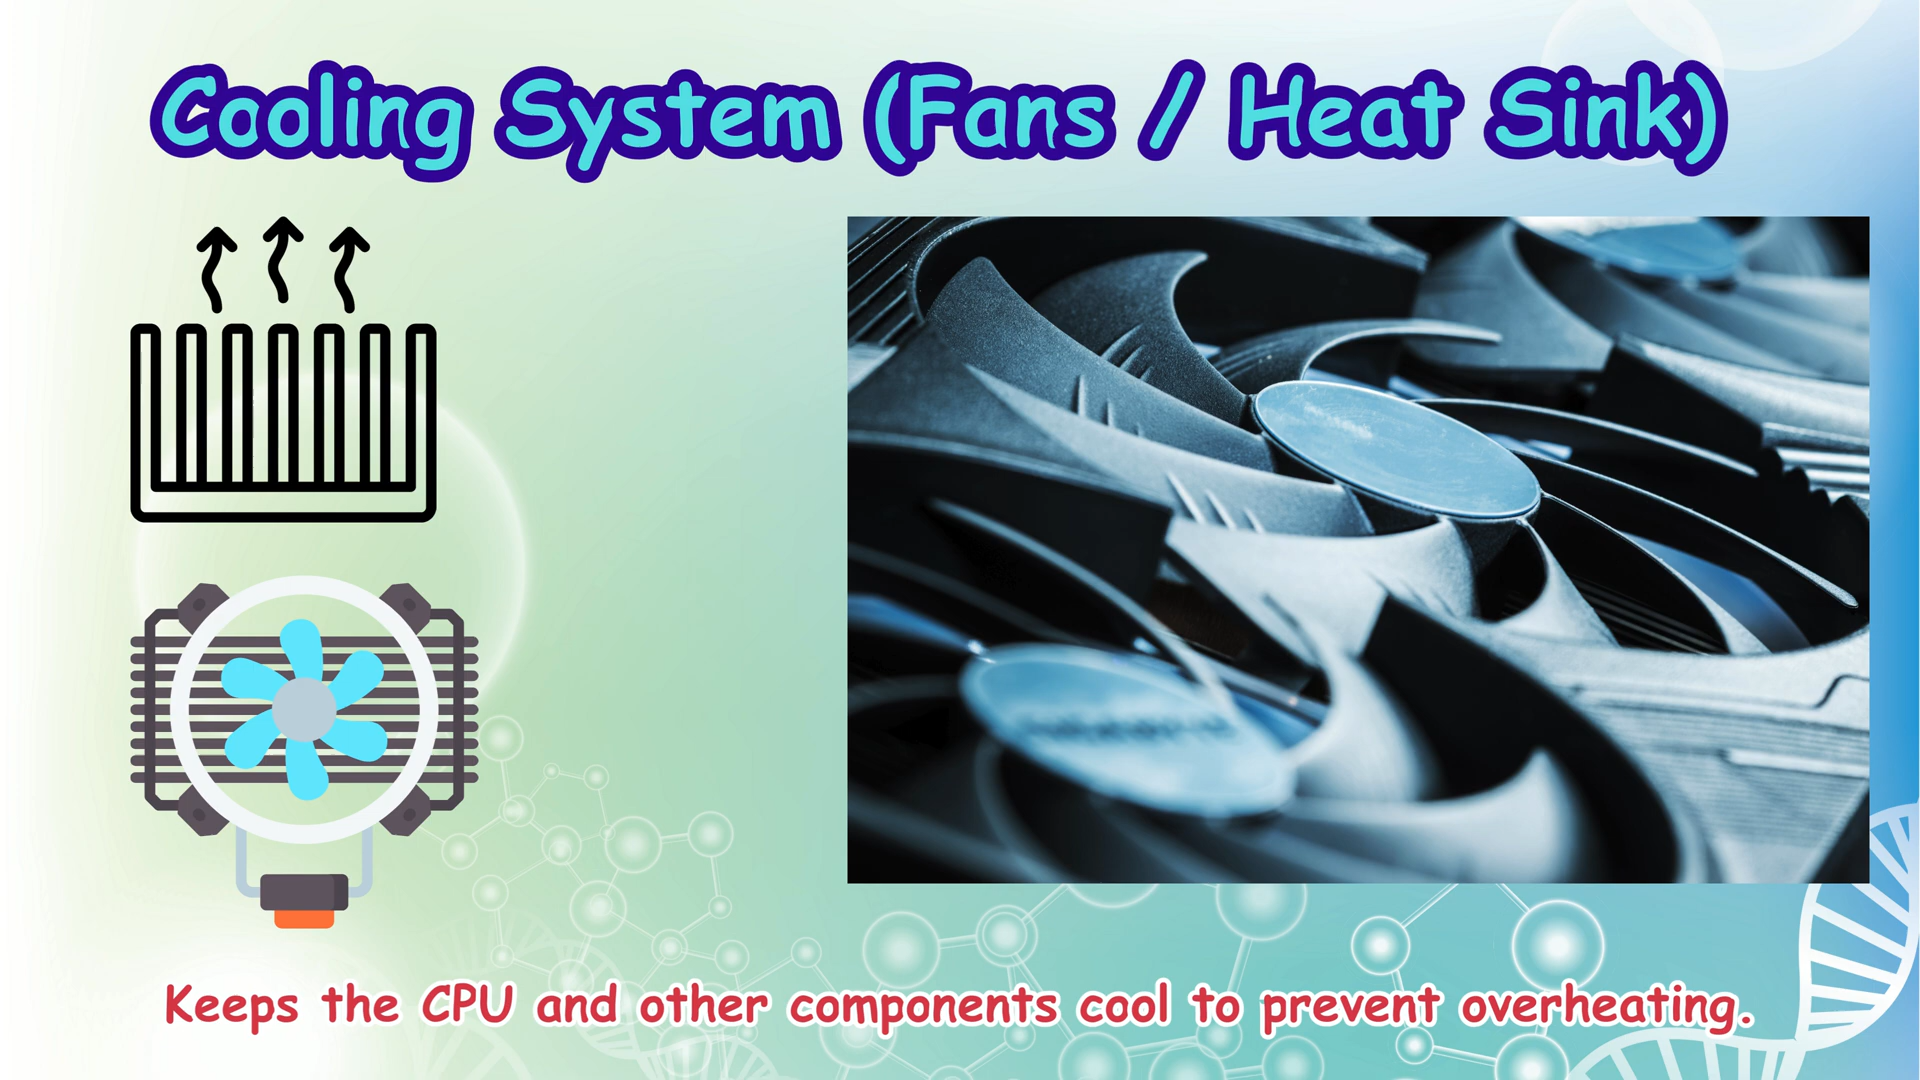 Cooling System (Fans / Heat Sink)
Keeps the CPU and other components cool to prevent overheating.